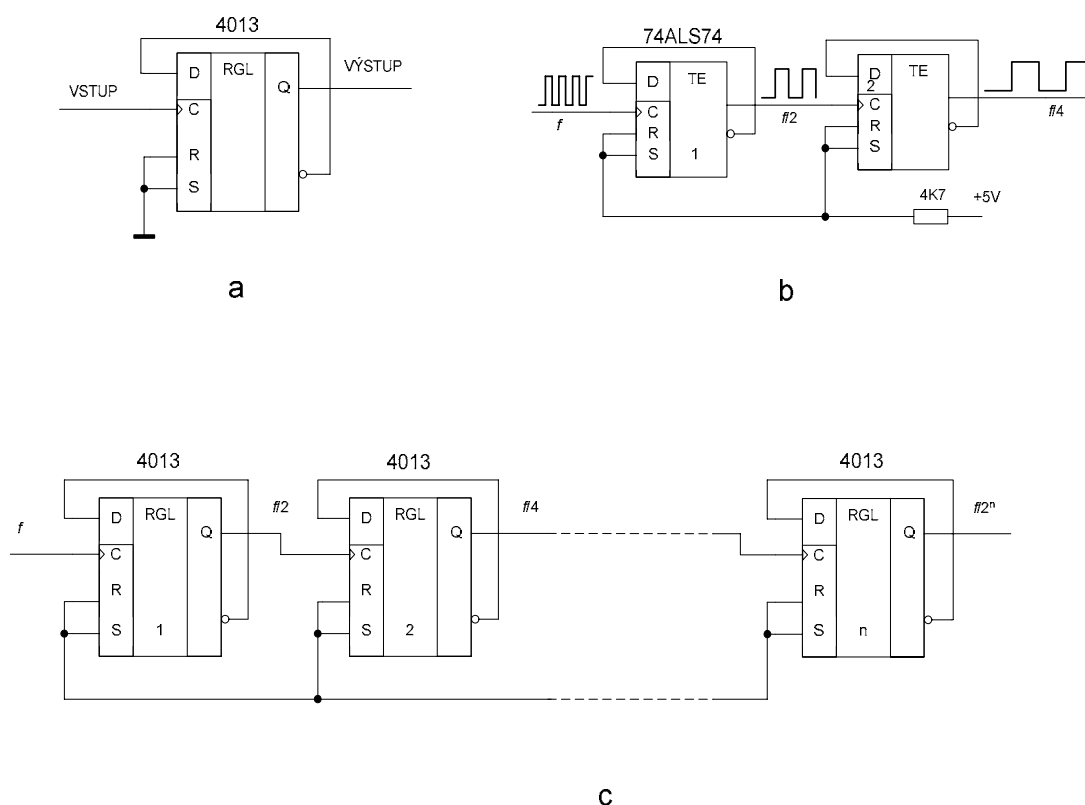 4013
D
RGL
Q
VÝSTUP
VSTUP
C
R
S
a
74ALS74
D
TE
C
R
S
1
f
f/2
D
2
TE
C
R
S
f/4
4K7
+5V
b
4013
f
D
RGL
Q
C
R
S
1
f/2
4013
D
RGL
Q
C
R
S
2
f/4
4013
D
RGL
Q
C
R
S
n
f/2ⁿ
c